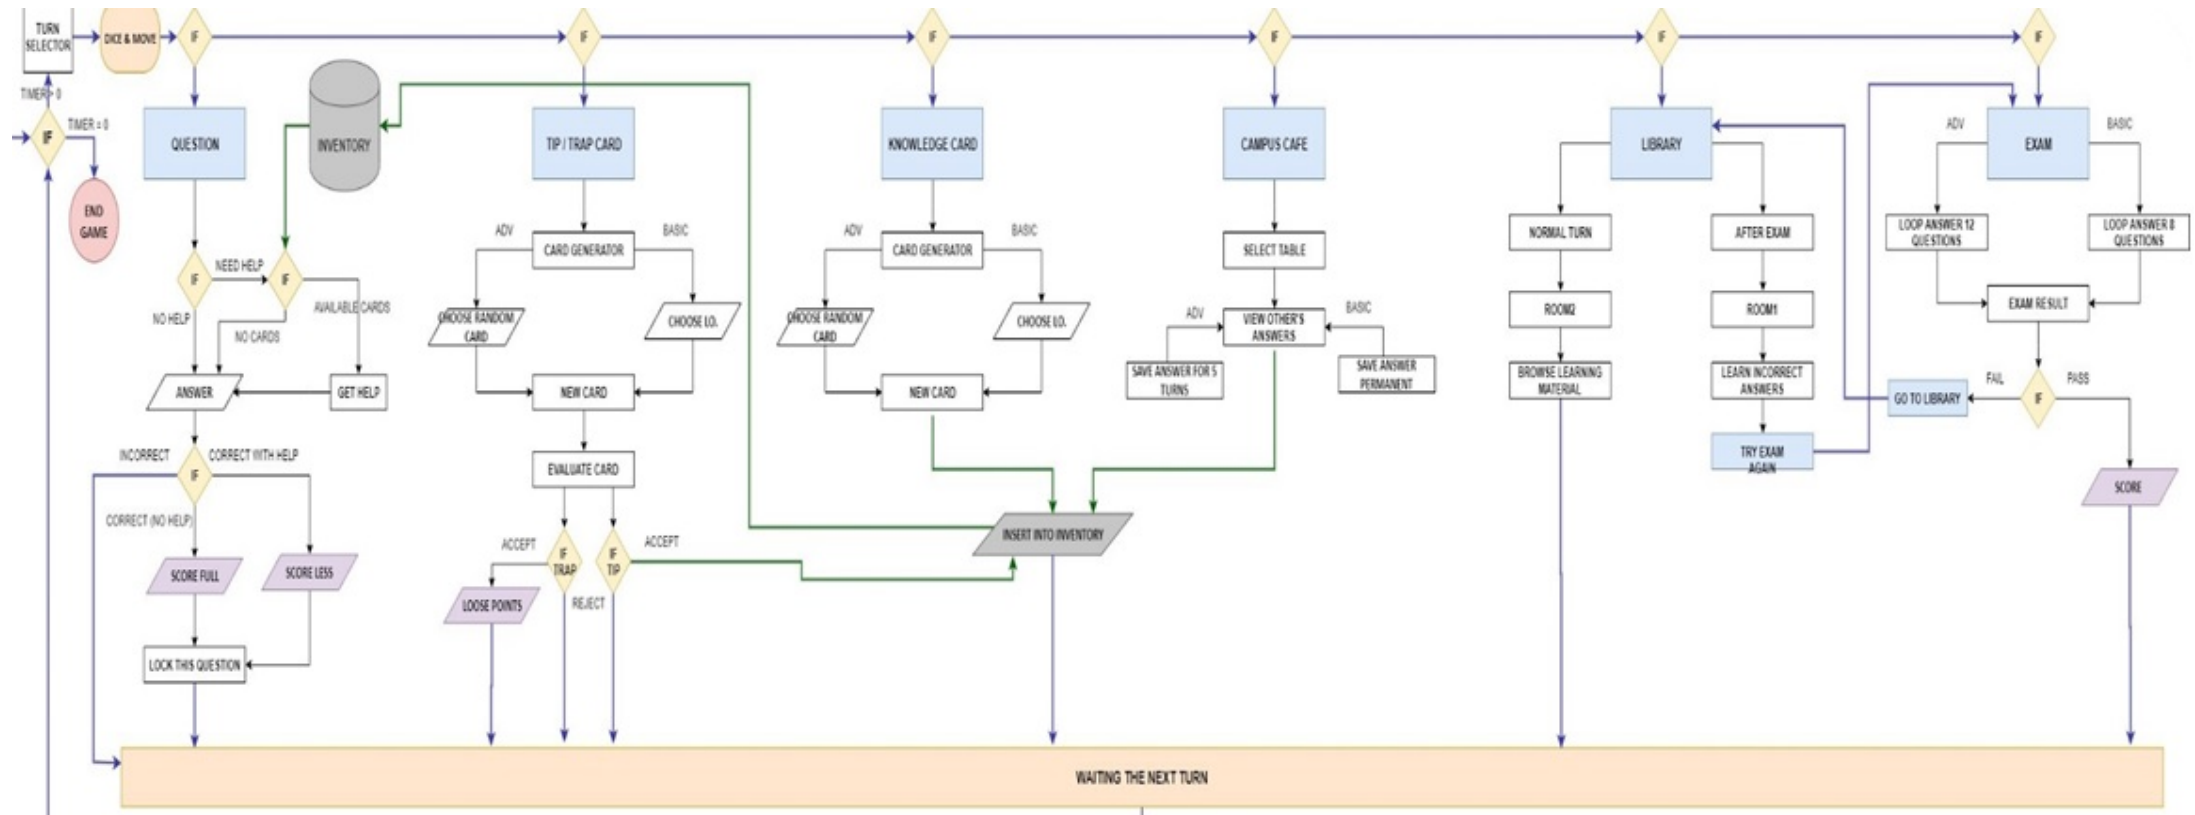 TURN
SELECTOR
DICE & MOVE
IF
IF
IF
IF
IF
IF
TIMER > 0
IF
TIMER = 0
END
GAME
QUESTION
INVENTORY
TIP / TRAP CARD
KNOWLEDGE CARD
CAMPUS CAFE
LIBRARY
ADV
EXAM
BASIC
IF
NEED HELP
IF
NO HELP
AVAILABLE CARDS
NO CARDS
ANSWER
GET HELP
INCORRECT
IF
CORRECT WITH HELP
CORRECT (NO HELP)
SCORE FULL
SCORE LESS
LOCK THIS QUESTION
ADV
CARD GENERATOR
BASIC
CHOOSE RANDOM
CARD
CHOOSE I.D.
NEW CARD
EVALUATE CARD
ACCEPT
IF
TRAP
IF
TIP
ACCEPT
LOOSE POINTS
REJECT
ADV
CARD GENERATOR
BASIC
CHOOSE RANDOM
CARD
CHOOSE I.D.
NEW CARD
INSERT INTO INVENTORY
SELECT TABLE
ADV
VIEW OTHER'S
ANSWERS
BASIC
SAVE ANSWER FOR 5
TURNS
SAVE ANSWER
PERMANENT
NORMAL TURN
ROOM2
BROWSE LEARNING
MATERIAL
AFTER EXAM
ROOM1
LEARN INCORRECT
ANSWERS
TRY EXAM
AGAIN
LOOP ANSWER 12
QUESTIONS
LOOP ANSWER 8
QUESTIONS
EXAM RESULT
GO TO LIBRARY
FAIL
IF
PASS
SCORE
WAITING THE NEXT TURN